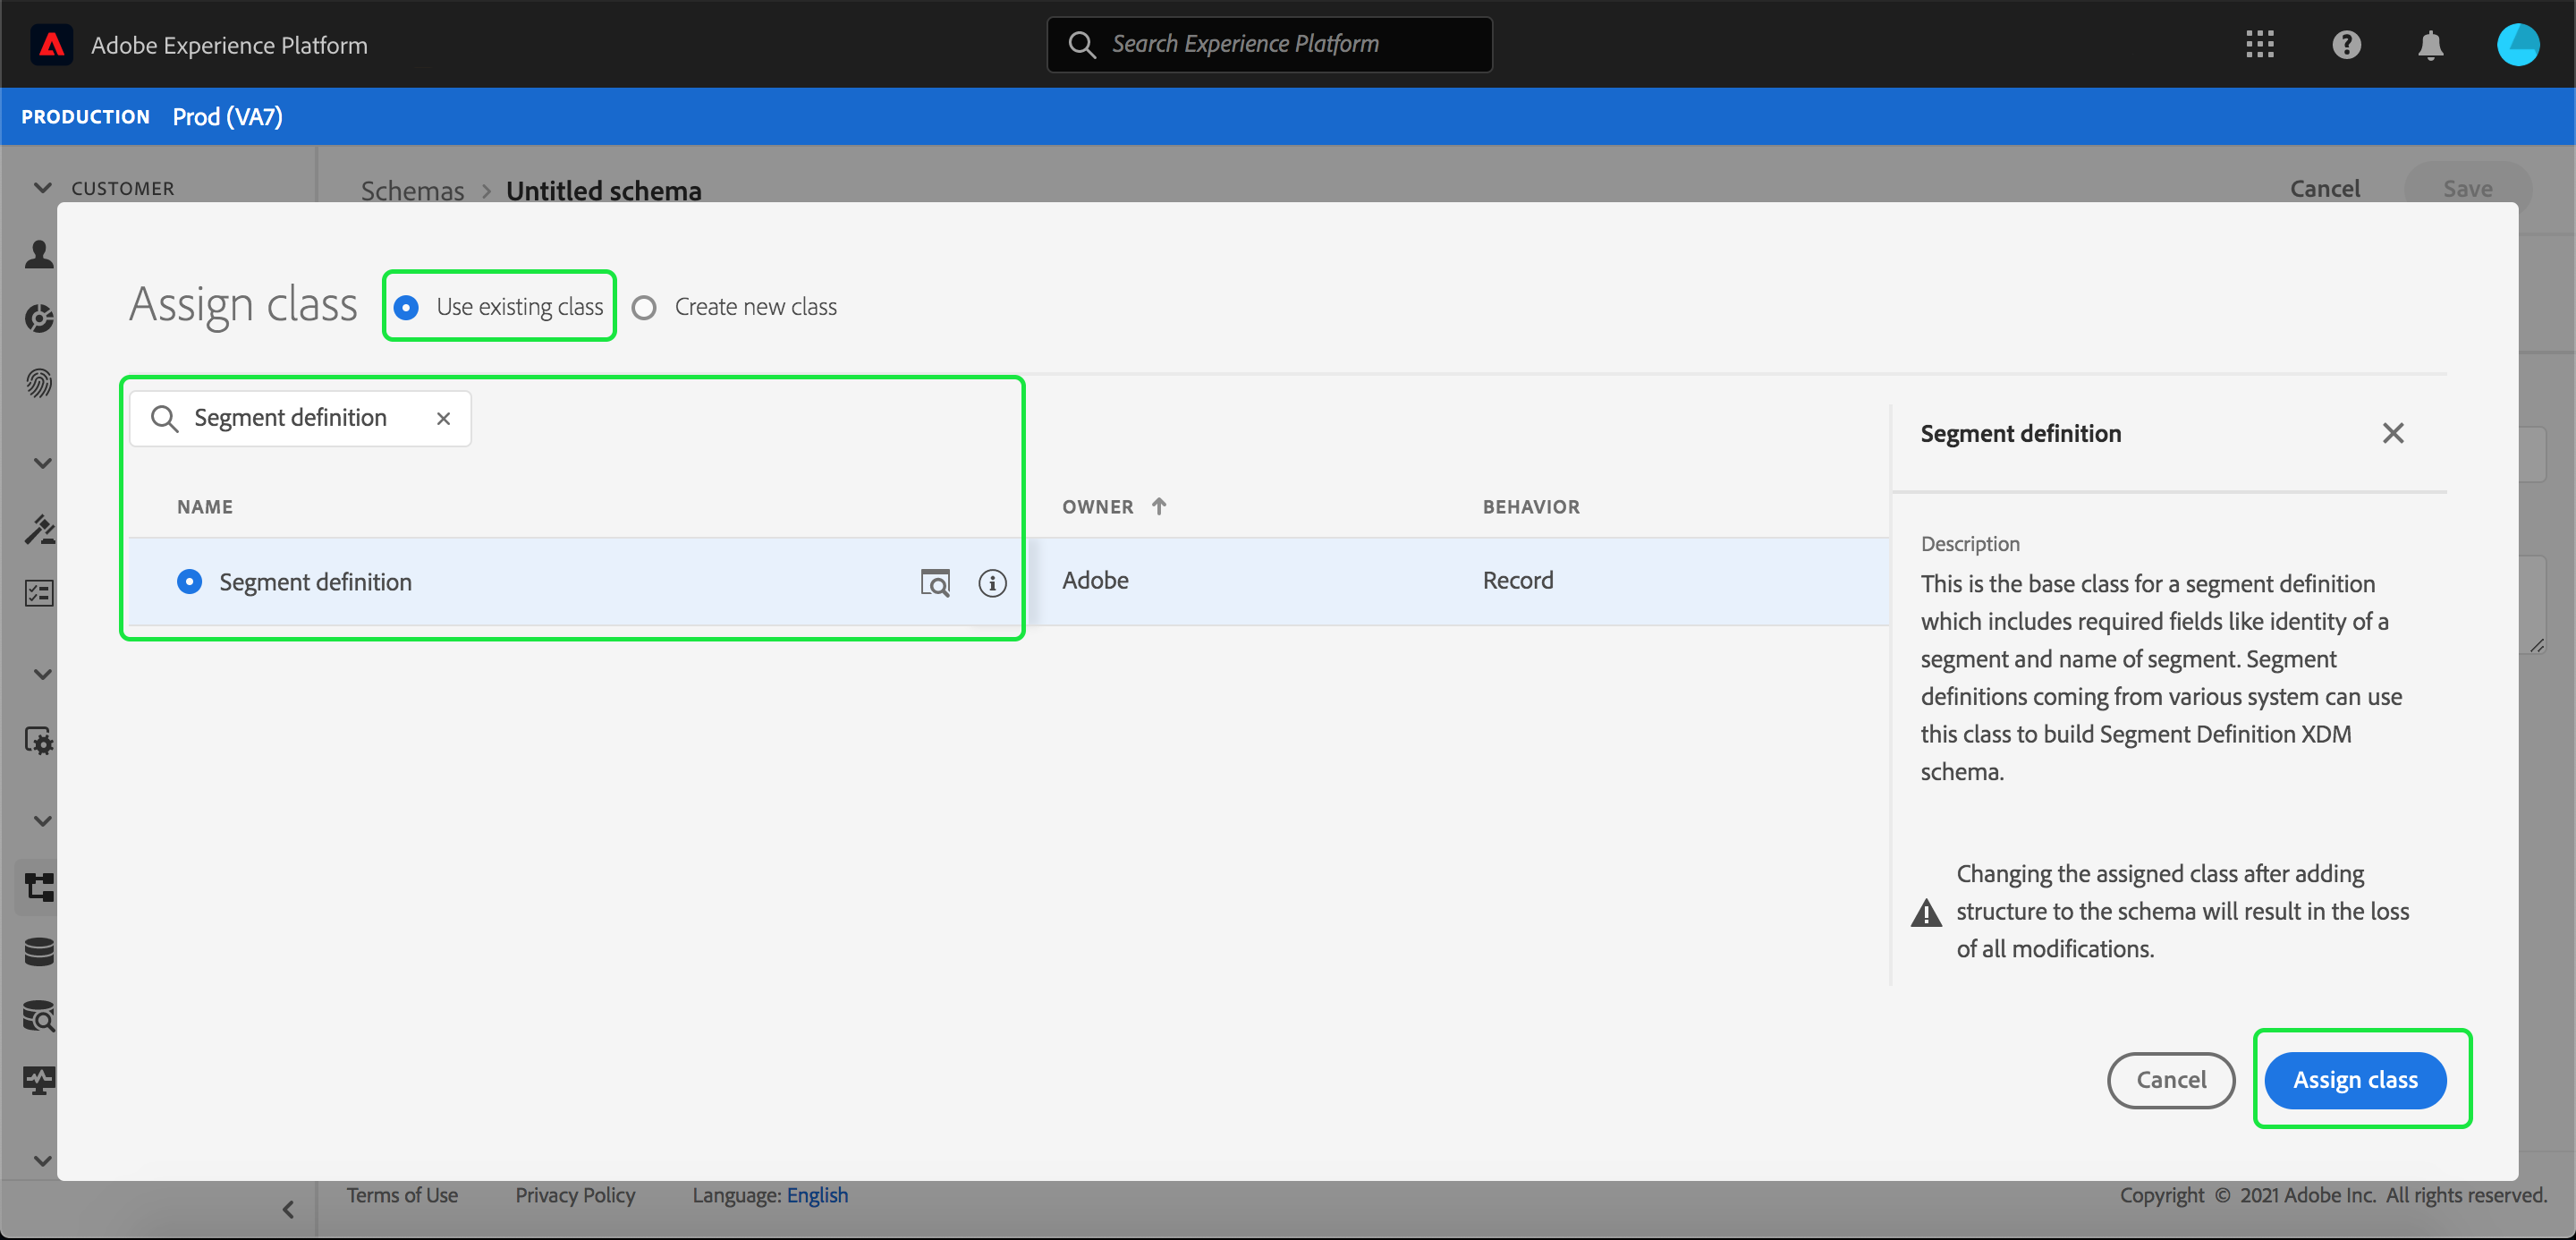 Adobe Experience Platform
Search Experience Platform
PRODUCTION Prod (VA7)
CUSTOMER
Schemas > Untitled schema
Cancel
Save
Assign class
Use existing class
Create new class
Segment definition
NAME
OWNER
BEHAVIOR
Segment definition
Adobe
Record
Segment definition
Description
This is the base class for a segment definition
which includes required fields like identity of a
segment and name of segment. Segment
definitions coming from various system can use
this class to build Segment Definition XDM
schema.
Changing the assigned class after adding
structure to the schema will result in the loss
of all modifications.
Cancel
Assign class
Terms of Use
Privacy Policy
Language: English
Copyright © 2021 Adobe Inc. All rights reserved.